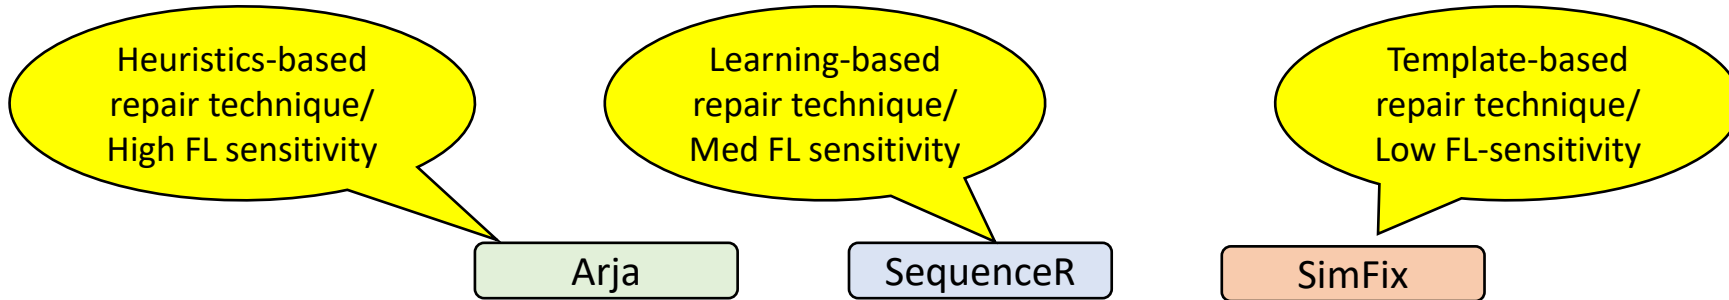 Heuristics-based
repair technique/
High FL sensitivity
Learning-based
repair technique/
Med FL sensitivity
Template-based
repair technique/
Low FL-sensitivity
Arja
SequenceR
SimFix